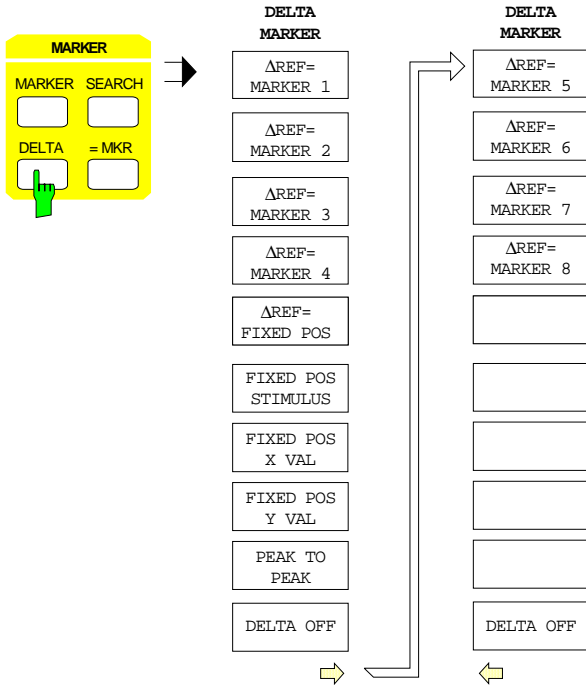 MARKER
MARKER SEARCH
DELTA = MKR
DELTA
MARKER
ΔREF=
MARKER 1
ΔREF=
MARKER 2
ΔREF=
MARKER 3
ΔREF=
MARKER 4
ΔREF=
FIXED POS
FIXED POS
STIMULUS
FIXED POS
X VAL
FIXED POS
Y VAL
PEAK TO
PEAK
DELTA OFF
DELTA
MARKER
ΔREF=
MARKER 5
ΔREF=
MARKER 6
ΔREF=
MARKER 7
ΔREF=
MARKER 8
DELTA OFF